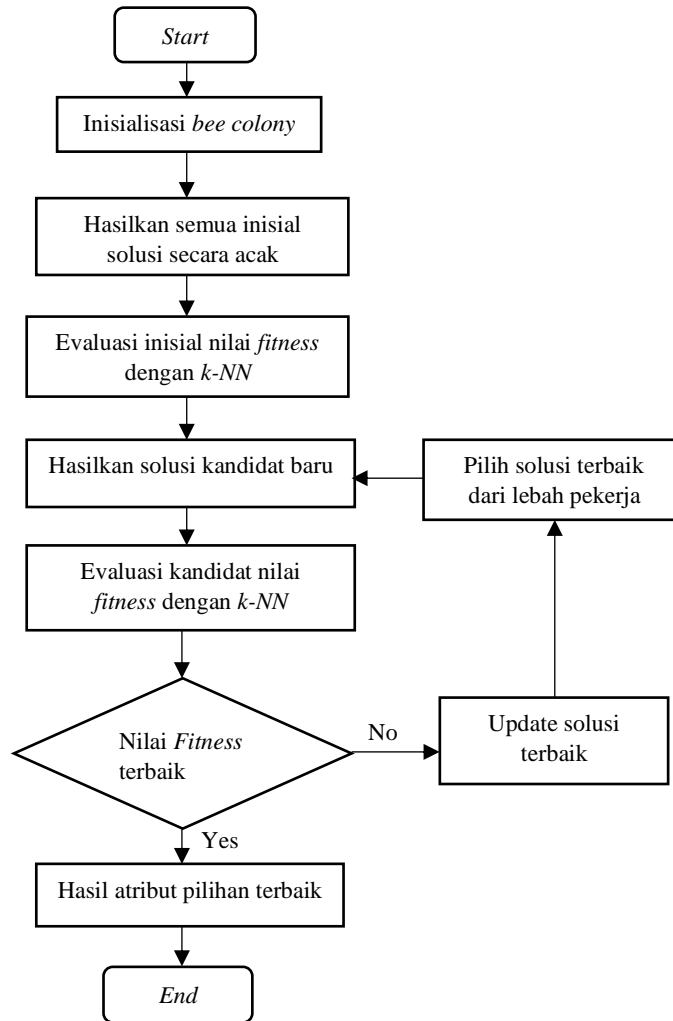 Start
Inisialisasi bee colony
Hasilkan semua inisial
solusi secara acak
Evaluasi inisial nilai fitness
dengan k-NN
Hasilkan solusi kandidat baru
Pilih solusi terbaik
dari lebah pekerja
Evaluasi kandidat nilai
fitness dengan k-NN
Nilai Fitness
terbaik
No
Update solusi
terbaik
Yes
Hasil atribut pilihan terbaik
End